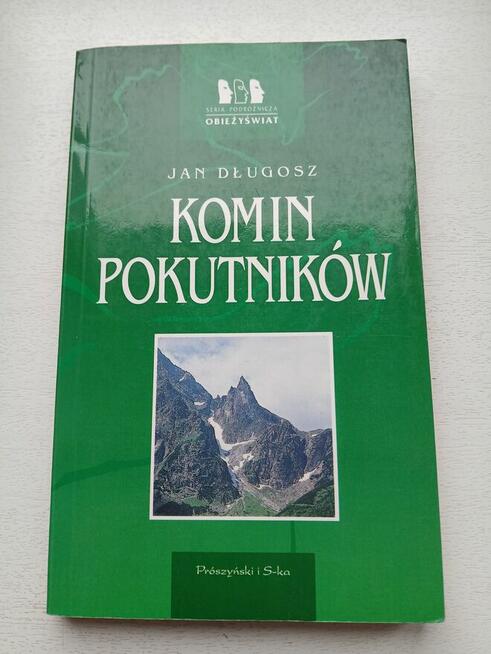 SERIA PODRÓŻNICZA
OBIEŻYŚWIAT
JAN DŁUGOSZ
KOMIN
POKUTNIKÓW
Prószyński i S-ka